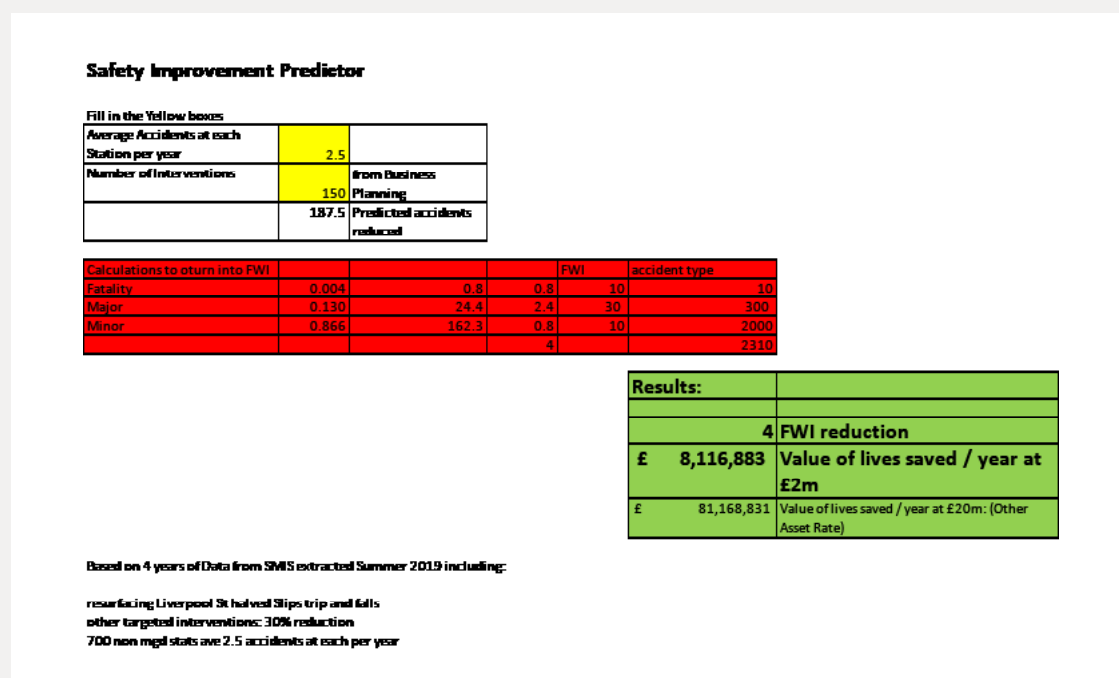 Safety Improvement Predictor
Fill in the Yellow boxes
Average Accidents at each
Station per year 2.5
Number of Interventions 150 from Business
Planning
187.5 Predicted accidents
reduced
Calculations to oturn into FWI FWI accident type
Fatality 0.004 0.8 0.8 10 10
Major 0.130 24.4 2.4 30 300
Minor 0.866 162.3 0.8 10 2000
4 2310
Results:
4 FWI reduction
£ 8,116,883 Value of lives saved / year at
£2m
£ 81,168,831 Value of lives saved / year at £20m: (Other
Asset Rate)
Based on 4 years of Data from SMIS extracted Summer 2019 including:
resurfacing Liverpool St halved Slips trip and falls
other targeted interventions: 30% reduction
700 non mgd stats ave 2.5 accidents at each per year